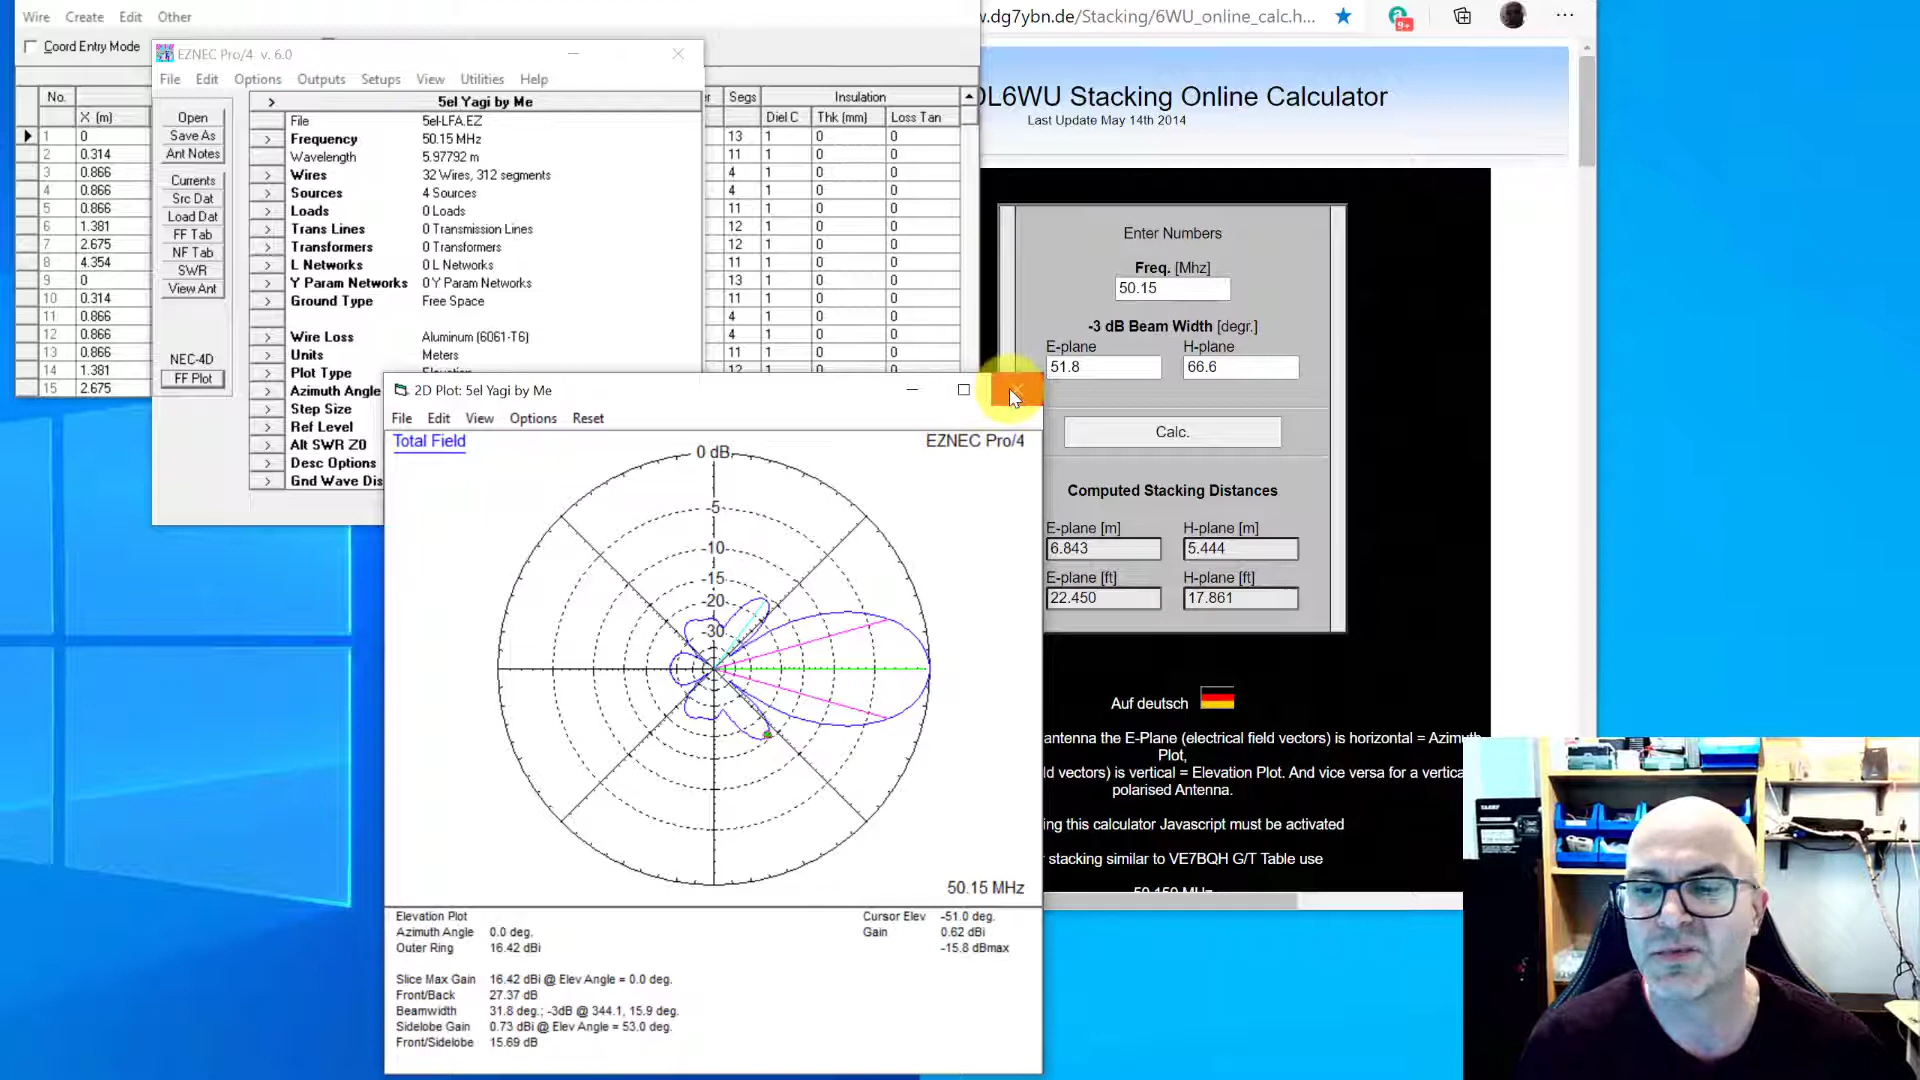 Wire Create Edit Other
Coord Entry Mode
No.
X (m)
1 0
2 0.314
3 0.866
4 0.866
5 0.866
6 1.381
7 2.675
8 4.354
9 0
10 0.314
11 0.866
12 0.866
13 0.866
14 1.381
15 2.675
EZNEC Pro/4 v. 6.0
File Edit Options Outputs Setups View Utilities Help
Open
Save As
Ant Notes
Currents
Src Dat
Load Dat
FF Tab
NF Tab
SWR
View Ant
NEC-4D
FF Plot
> 5el Yagi by Me
File 5el-LFA.EZ
> Frequency 50.15 MHz
Wavelength 5.97792 m
> Wires 32 Wires, 312 segments
> Sources 4 Sources
> Loads 0 Loads
> Trans Lines 0 Transmission Lines
> Transformers 0 Transformers
> L Networks 0 L Networks
> Y Param Networks 0 Y Param Networks
> Ground Type Free Space
> Wire Loss Aluminum (6061-T6)
> Units Meters
> Plot Type
> Azimuth Angle
> Step Size
> Ref Level
> Alt SWR Z0
> Desc Options
> Gnd Wave Dis
Segs Insulation
Diel C Thk (mm) Loss Tan
13 1 0 0
11 1 0 0
4 1 0 0
4 1 0 0
11 1 0 0
12 1 0 0
12 1 0 0
11 1 0 0
13 1 0 0
11 1 0 0
4 1 0 0
4 1 0 0
11 1 0 0
12 1 0 0
2D Plot: 5el Yagi by Me
File Edit View Options Reset
Total Field
EZNEC Pro/4
0 dB
-5
-10
-15
-20
-30
50.15 MHz
Elevation Plot
Azimuth Angle 0.0 deg.
Outer Ring 16.42 dBi
Cursor Elev -51.0 deg.
Gain 0.62 dBi
-15.8 dBmax
Slice Max Gain 16.42 dBi @ Elev Angle = 0.0 deg.
Front/Back 27.37 dB
Beamwidth 31.8 deg.; -3dB @ 344.1, 15.9 deg.
Sidelobe Gain 0.73 dBi @ Elev Angle = 53.0 deg.
Front/Sidelobe 15.69 dB
w.dg7ybn.de/Stacking/6WU_online_calc.h...
9+
DL6WU Stacking Online Calculator
Last Update May 14th 2014
Enter Numbers
Freq. [Mhz]
50.15
-3 dB Beam Width [degr.]
E-plane H-plane
51.8 66.6
Calc.
Computed Stacking Distances
E-plane [m] H-plane [m]
6.843 5.444
E-plane [ft] H-plane [ft]
22.450 17.861
Auf deutsch
antenna the E-Plane (electrical field vectors) is horizontal = Azimuth
Plot,
ld vectors) is vertical = Elevation Plot. And vice versa for a vertica
polarised Antenna.
ing this calculator Javascript must be activated
stacking similar to VE7BQH G/T Table use
50.150 MHz